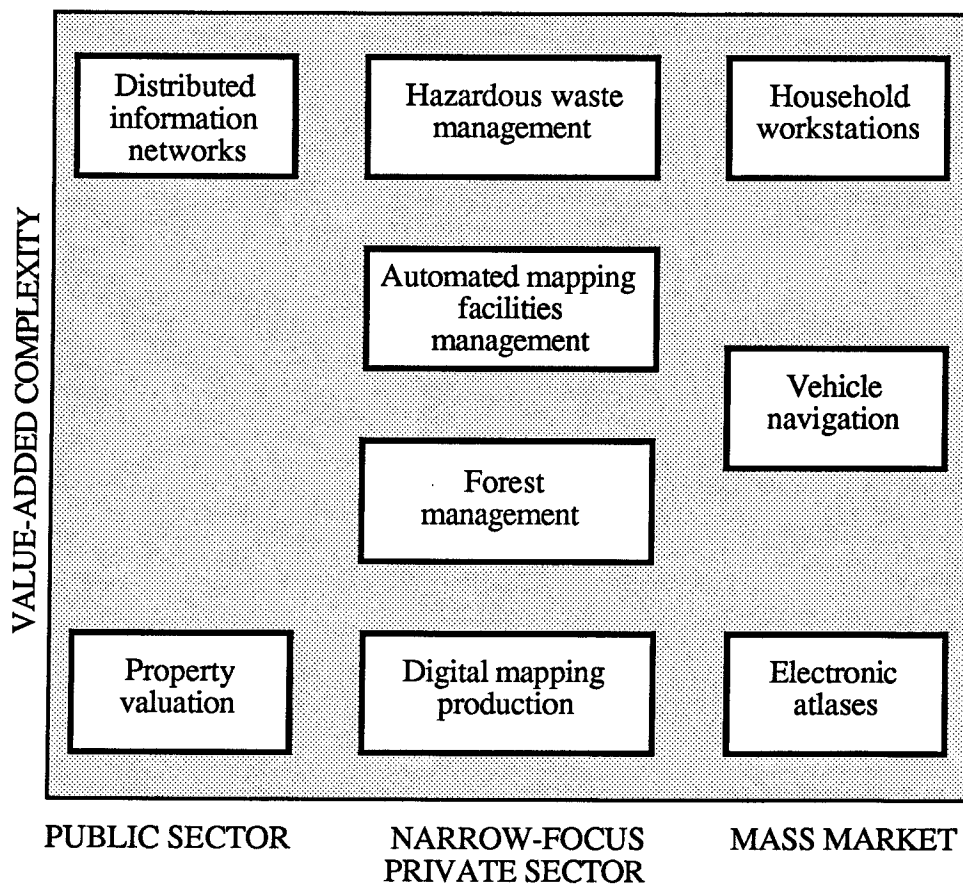 Distributed
information
networks
Hazardous waste
management
Household
workstations
Automated mapping
facilities
management
Vehicle
navigation
Forest
management
Property
valuation
Digital mapping
production
Electronic
atlases
VALUE-ADDED COMPLEXITY
PUBLIC SECTOR
NARROW-FOCUS
PRIVATE SECTOR
MASS MARKET